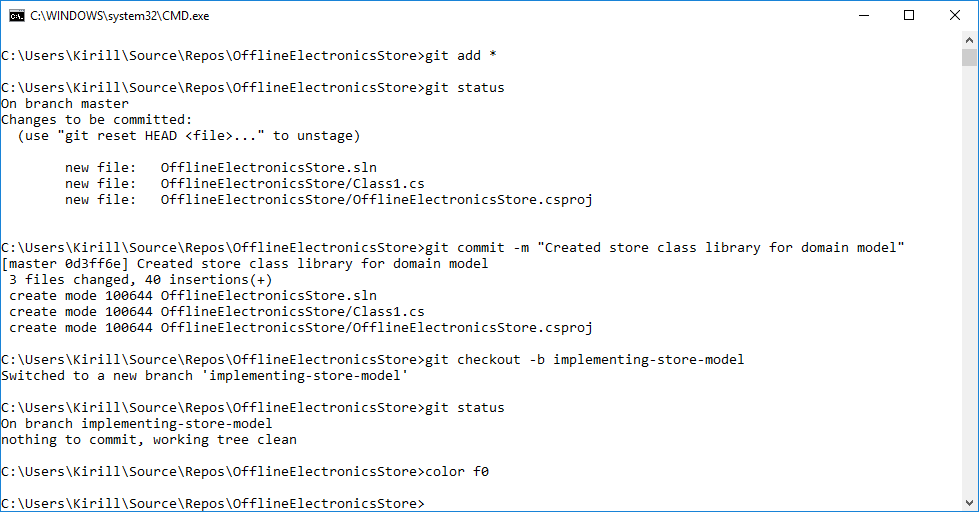 C:\WINDOWS\system32\CMD.exe
C:\Users\Kirill\Source\Repos\OfflineElectronicsStore>git add *
C:\Users\Kirill\Source\Repos\OfflineElectronicsStore>git status
On branch master
Changes to be committed:
  (use "git reset HEAD <file>..." to unstage)
        new file:   OfflineElectronicsStore.sln
        new file:   OfflineElectronicsStore/Class1.cs
        new file:   OfflineElectronicsStore/OfflineElectronicsStore.csproj
C:\Users\Kirill\Source\Repos\OfflineElectronicsStore>git commit -m "Created store class library for domain model"
[master 0d3ff6e] Created store class library for domain model
 3 files changed, 40 insertions(+)
 create mode 100644 OfflineElectronicsStore.sln
 create mode 100644 OfflineElectronicsStore/Class1.cs
 create mode 100644 OfflineElectronicsStore/OfflineElectronicsStore.csproj
C:\Users\Kirill\Source\Repos\OfflineElectronicsStore>git checkout -b implementing-store-model
Switched to a new branch 'implementing-store-model'
C:\Users\Kirill\Source\Repos\OfflineElectronicsStore>git status
On branch implementing-store-model
nothing to commit, working tree clean
C:\Users\Kirill\Source\Repos\OfflineElectronicsStore>color f0
C:\Users\Kirill\Source\Repos\OfflineElectronicsStore>